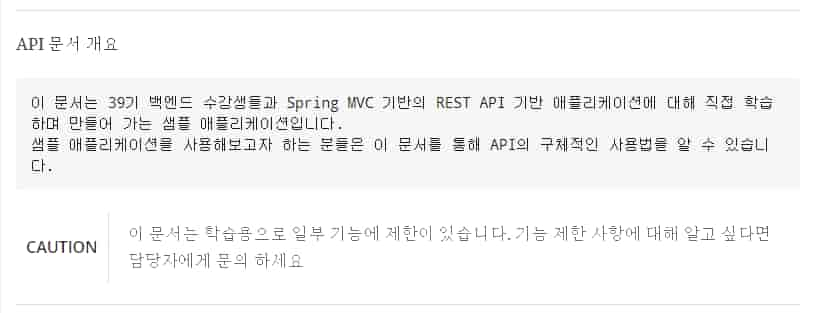 API 문서 개요
이 문서는 39기 백엔드 수강생들과 Spring MVC 기반의 REST API 기반 애플리케이션에 대해 직접 학습
하며 만들어 가는 샘플 애플리케이션입니다.
샘플 애플리케이션을 사용해보고자 하는 분들은 이 문서를 통해 API의 구체적인 사용법을 알 수 있습니
다.
이 문서는 학습용으로 일부 기능에 제한이 있습니다. 기능 제한 사항에 대해 알고 싶다면
CAUTION
담당자에게 문의 하세요